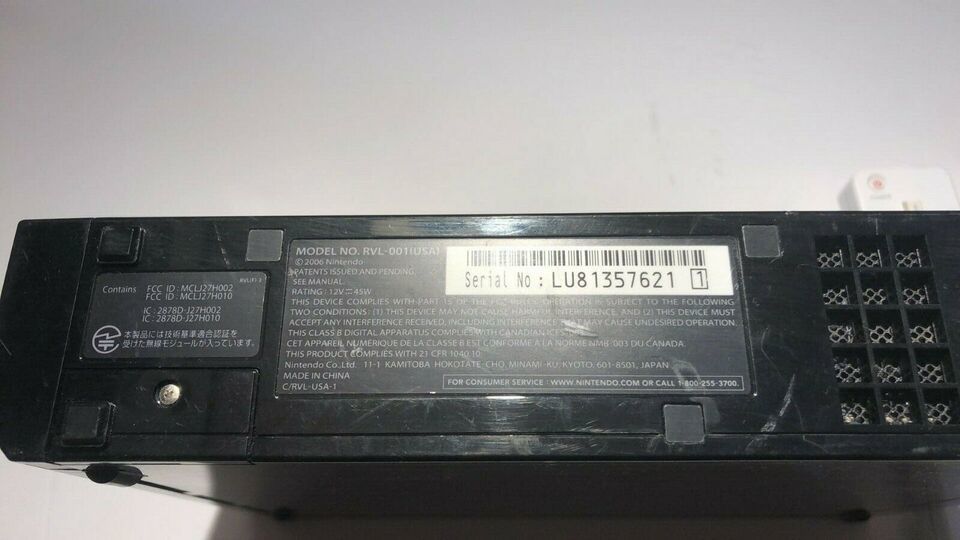 Contains
FCC ID : MCLJ27H002
FCC ID : MCLJ27H010
IC : 2878D-J27H002
IC : 2878D-J27H010
本製品には技術基準適合認証を
受けた無線モジュールが入っています。
MODEL NO. RVL-001(USA)
©2006 Nintendo
PATENTS ISSUED AND PENDING.
SEE MANUAL.
RATING : 12V ⎓ 45W
Serial No : LU81357621 1
THIS DEVICE COMPLIES WITH PART 15 OF THE FCC RULES. OPERATION IS SUBJECT TO THE FOLLOWING
TWO CONDITIONS: (1) THIS DEVICE MAY NOT CAUSE HARMFUL INTERFERENCE, AND (2) THIS DEVICE MUST
ACCEPT ANY INTERFERENCE RECEIVED, INCLUDING INTERFERENCE THAT MAY CAUSE UNDESIRED OPERATION.
THIS CLASS B DIGITAL APPARATUS COMPLIES WITH CANADIAN ICES-003.
CET APPAREIL NUMERIQUE DE LA CLASSE B EST CONFORME A LA NORME NMB-003 DU CANADA.
THIS PRODUCT COMPLIES WITH 21 CFR 1040.10.
Nintendo Co., Ltd. 11-1 KAMITOBA HOKOTATE-CHO, MINAMI-KU, KYOTO, 601-8501, JAPAN
MADE IN CHINA
C/RVL-USA-1
FOR CONSUMER SERVICE : WWW.NINTENDO.COM OR CALL 1-800-255-3700.